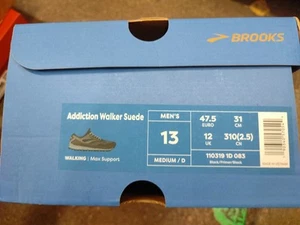 BROOKS
Addiction Walker Suede
WALKING | Max Support
MEN'S
13
MEDIUM / D
47.5
EURO
31
CM
12
UK
310(2.5)
CN
110319 1D 083
Black/Primer/Black